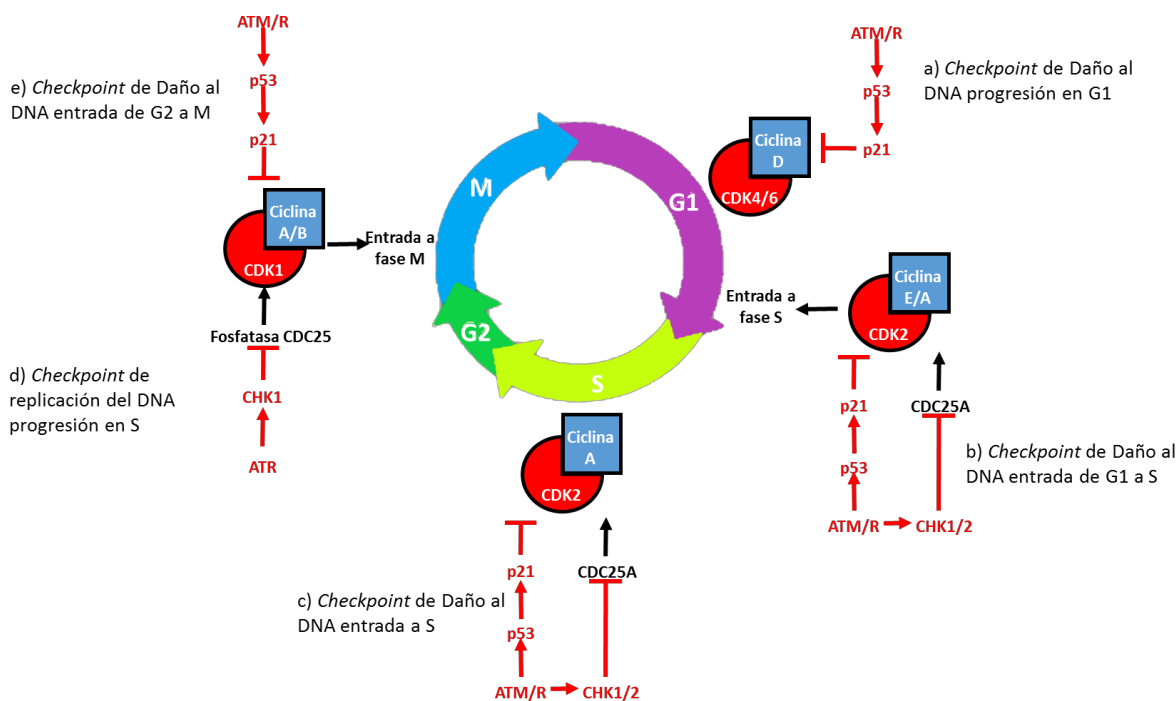 ATM/R
p53
p21
e) Checkpoint de Daño al
DNA entrada de G2 a M
Ciclina
A/B
CDK1
Entrada a
fase M
Fosfatasa CDC25
CHK1
ATR
d) Checkpoint de
replicación del DNA
progresión en S
M
G1
S
G2
ATM/R
p53
p21
a) Checkpoint de Daño al
DNA progresión en G1
Ciclina
D
CDK4/6
Entrada a
fase S
Ciclina
E/A
CDK2
p21
CDC25A
p53
ATM/R
CHK1/2
b) Checkpoint de Daño al
DNA entrada de G1 a S
Ciclina
A
CDK2
p21
CDC25A
p53
ATM/R
CHK1/2
c) Checkpoint de Daño al
DNA entrada a S